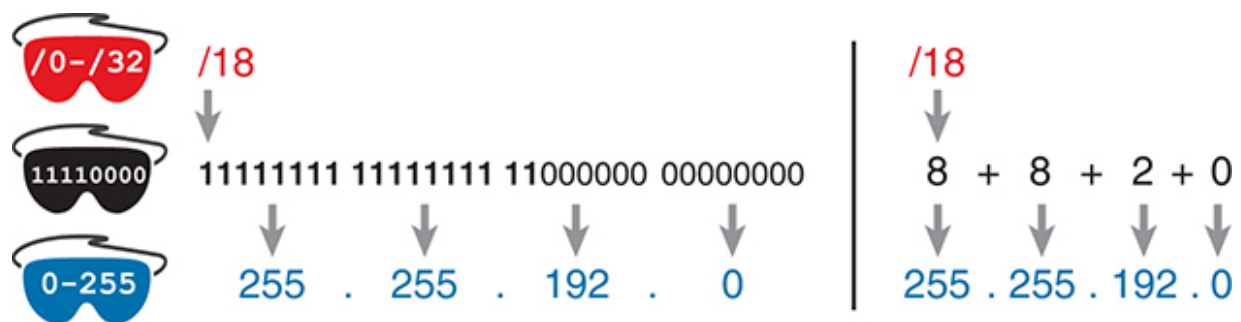 /0-/32 /18 /18
11110000 11111111 11111111 11000000 00000000 8 + 8 + 2 + 0
0-255 255 . 255 . 192 . 0 255 . 255 . 192 . 0